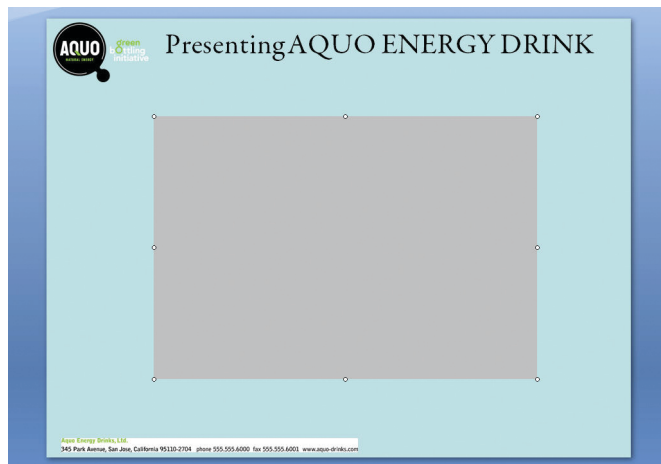 AQUO
NATURAL ENERGY
green
bottling
initiative
Presenting AQUO ENERGY DRINK
Aquo Energy Drinks, Ltd.
345 Park Avenue, San Jose, California 95110-2704 phone 555.555.6000 fax 555.555.6001 www.aquo-drinks.com